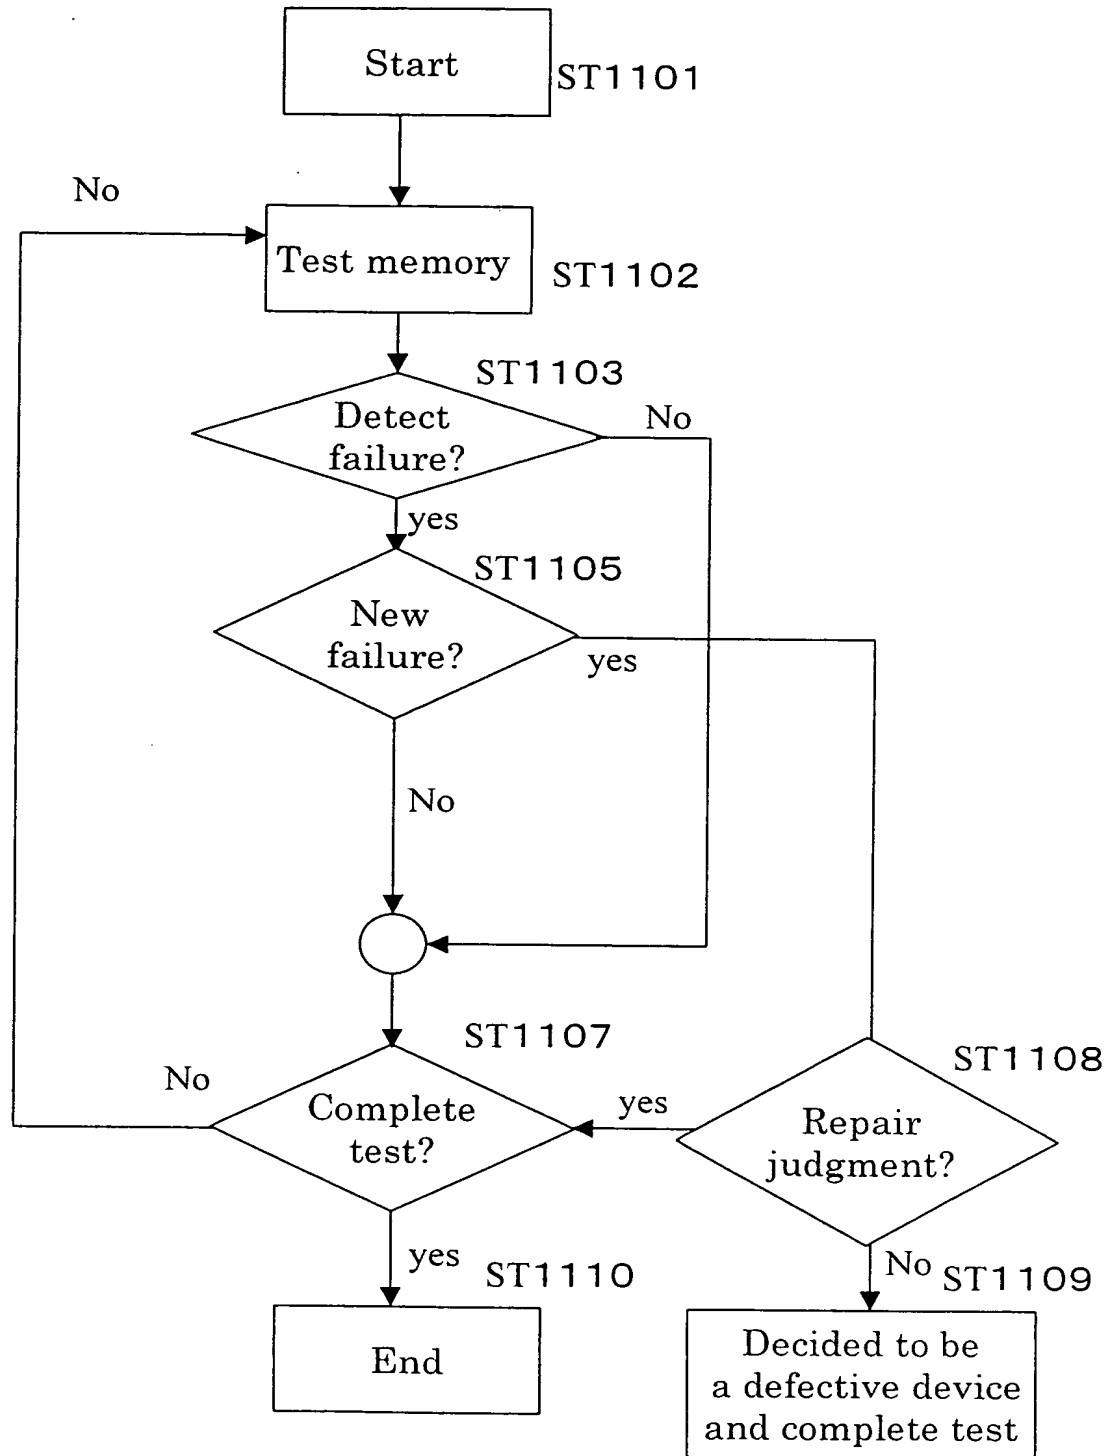 Start
ST1101
No
Test memory
ST1102
ST1103
Detect
failure?
No
yes
ST1105
New
failure?
yes
No
ST1107
ST1108
No
Complete
test?
yes
Repair
judgment?
yes
ST1110
No
ST1109
End
Decided to be
a defective device
and complete test